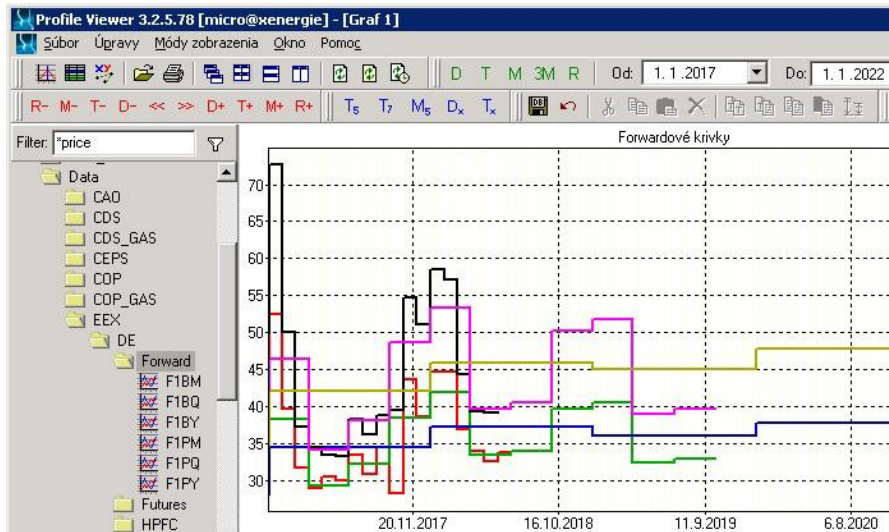 Profile Viewer 3.2.5.78 [micro@xenergie] - [Graf 1]
Súbor Úpravy Módy zobrazenia Okno Pomoc
D T M 3M R Od: 1. 1 .2017 Do: 1. 1 .2022
R- M- T- D- << >> D+ T+ M+ R+ T5 T7 M5 Dx Tx DB
Filter: *price
Forwardové krivky
Data
CAO
CDS
CDS_GAS
CEPS
COP
COP_GAS
EEX
DE
Forward
F1BM
F1BQ
F1BY
F1PM
F1PQ
F1PY
Futures
HPFC
70
65
60
55
50
45
40
35
30
20.11.2017 16.10.2018 11.9.2019 6.8.2020